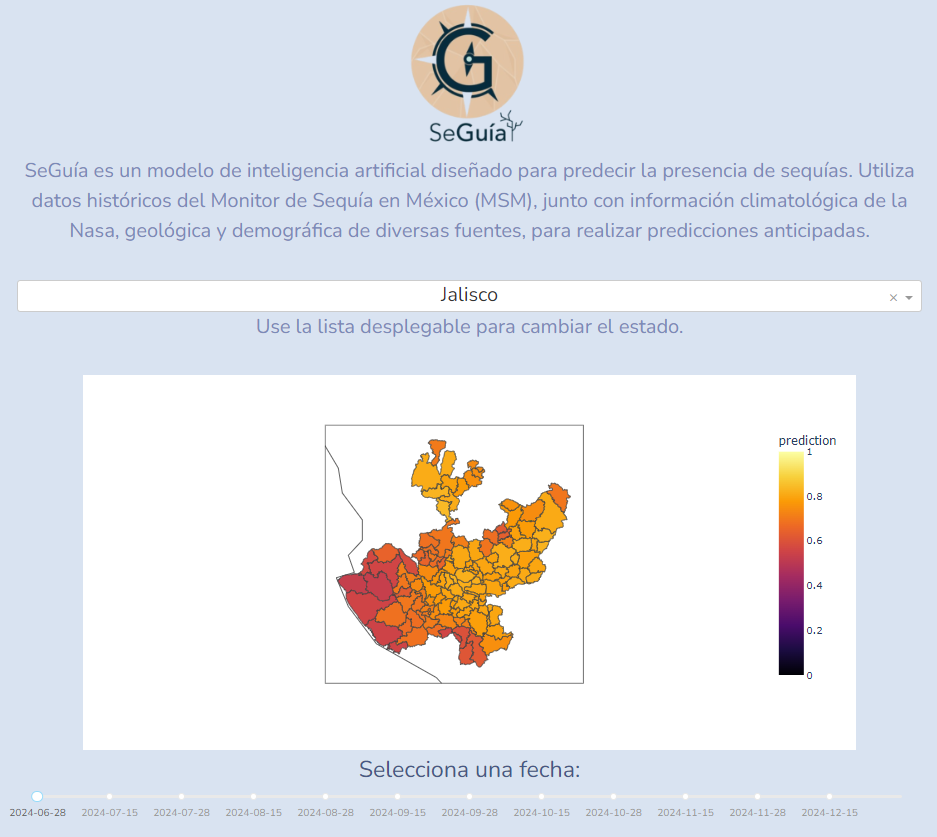 SeGuía
SeGuía es un modelo de inteligencia artificial diseñado para predecir la presencia de sequías. Utiliza
datos históricos del Monitor de Sequía en México (MSM), junto con información climatológica de la
Nasa, geológica y demográfica de diversas fuentes, para realizar predicciones anticipadas.
Jalisco
Use la lista desplegable para cambiar el estado.
prediction
1
0.8
0.6
0.4
0.2
0
Selecciona una fecha:
2024-06-28 2024-07-15 2024-07-28 2024-08-15 2024-08-28 2024-09-15 2024-09-28 2024-10-15 2024-10-28 2024-11-15 2024-11-28 2024-12-15